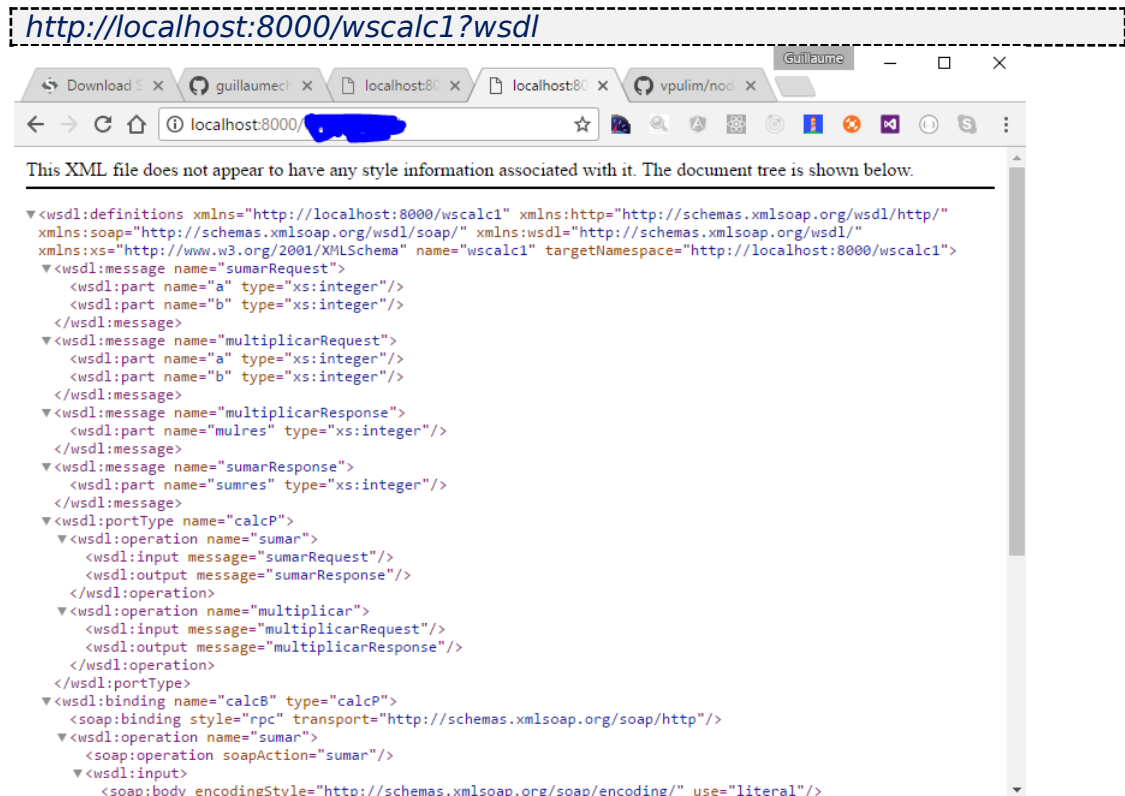 http://localhost:8000/wscalc1?wsdl
Guillaume
Download S
guillaumech
localhost:80
localhost:80
vpulim/nod
localhost:8000/
This XML file does not appear to have any style information associated with it. The document tree is shown below.
▼<wsdl:definitions xmlns="http://localhost:8000/wscalc1" xmlns:http="http://schemas.xmlsoap.org/wsdl/http/"
xmlns:soap="http://schemas.xmlsoap.org/wsdl/soap/" xmlns:wsdl="http://schemas.xmlsoap.org/wsdl/"
xmlns:xs="http://www.w3.org/2001/XMLSchema" name="wscalc1" targetNamespace="http://localhost:8000/wscalc1">
▼<wsdl:message name="sumarRequest">
<wsdl:part name="a" type="xs:integer"/>
<wsdl:part name="b" type="xs:integer"/>
</wsdl:message>
▼<wsdl:message name="multiplicarRequest">
<wsdl:part name="a" type="xs:integer"/>
<wsdl:part name="b" type="xs:integer"/>
</wsdl:message>
▼<wsdl:message name="multiplicarResponse">
<wsdl:part name="mulres" type="xs:integer"/>
</wsdl:message>
▼<wsdl:message name="sumarResponse">
<wsdl:part name="sumres" type="xs:integer"/>
</wsdl:message>
▼<wsdl:portType name="calcP">
▼<wsdl:operation name="sumar">
<wsdl:input message="sumarRequest"/>
<wsdl:output message="sumarResponse"/>
</wsdl:operation>
▼<wsdl:operation name="multiplicar">
<wsdl:input message="multiplicarRequest"/>
<wsdl:output message="multiplicarResponse"/>
</wsdl:operation>
</wsdl:portType>
▼<wsdl:binding name="calcB" type="calcP">
<soap:binding style="rpc" transport="http://schemas.xmlsoap.org/soap/http"/>
▼<wsdl:operation name="sumar">
<soap:operation soapAction="sumar"/>
▼<wsdl:input>
<soap:body encodingStyle="http://schemas.xmlsoap.org/soap/encoding/" use="literal"/>